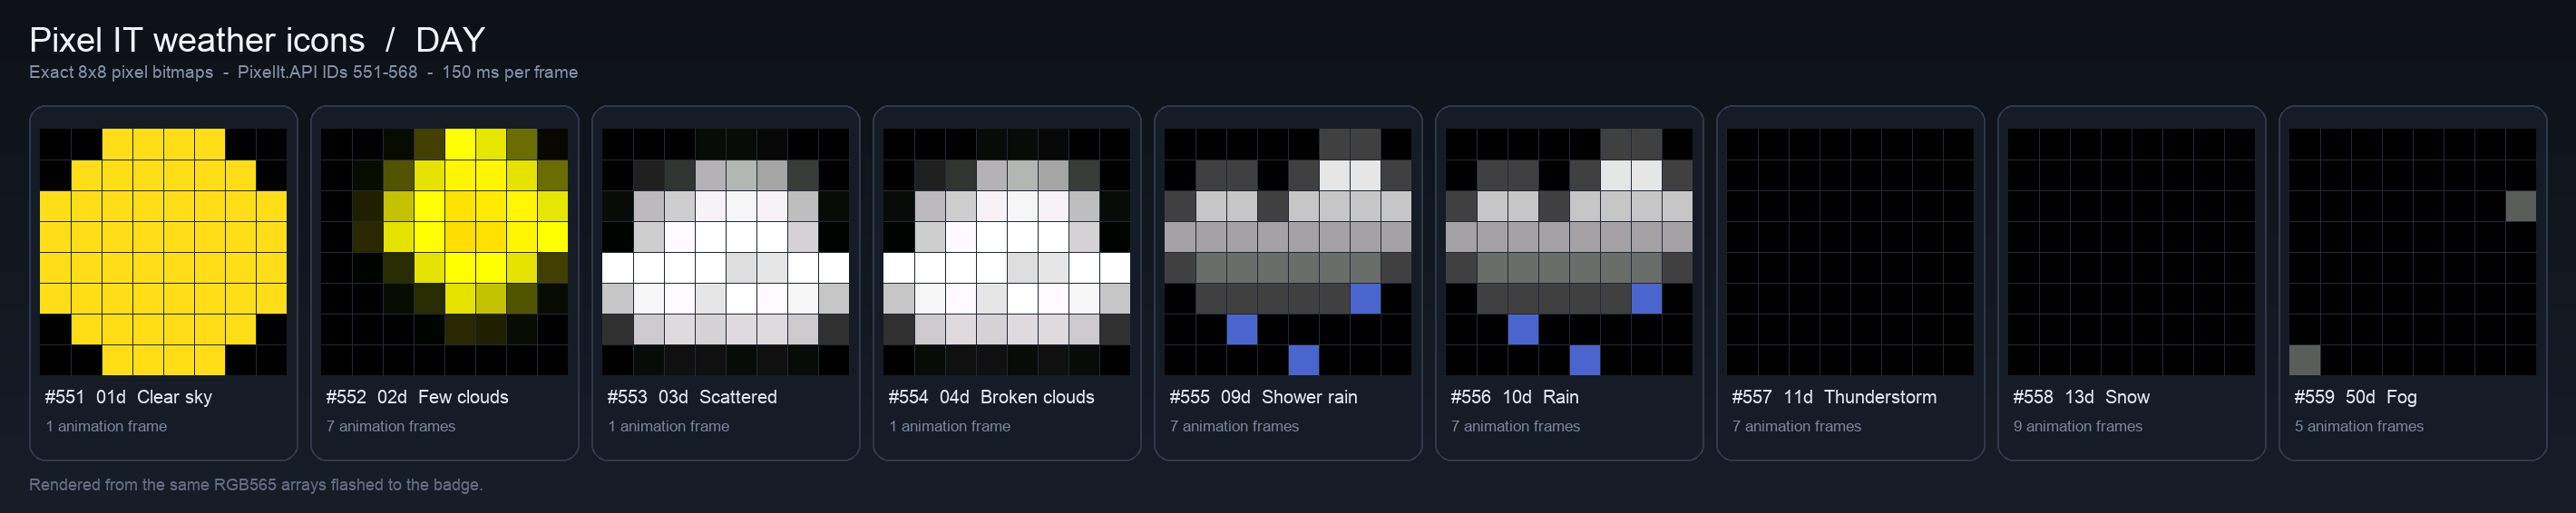 Pixel IT weather icons / DAY
Exact 8x8 pixel bitmaps - PixelIt.API IDs 551-568 - 150 ms per frame
#551 01d Clear sky
1 animation frame
#552 02d Few clouds
7 animation frames
#553 03d Scattered
1 animation frame
#554 04d Broken clouds
1 animation frame
#555 09d Shower rain
7 animation frames
#556 10d Rain
7 animation frames
#557 11d Thunderstorm
7 animation frames
#558 13d Snow
9 animation frames
#559 50d Fog
5 animation frames
Rendered from the same RGB565 arrays flashed to the badge.